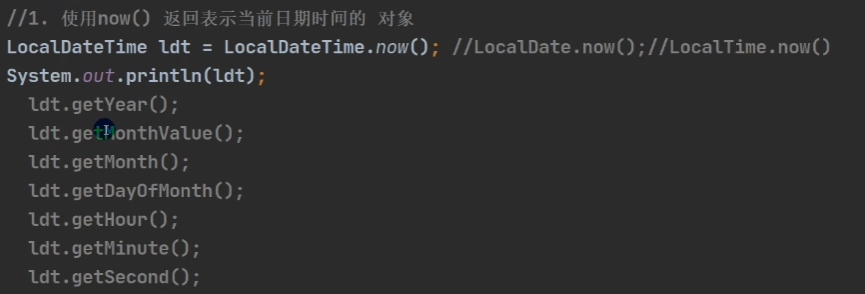 //1. 使用now() 返回表示当前日期时间的 对象
LocalDateTime ldt = LocalDateTime.now(); //LocalDate.now();//LocalTime.now()
System.out.println(ldt);
ldt.getYear();
ldt.getMonthValue();
ldt.getMonth();
ldt.getDayOfMonth();
ldt.getHour();
ldt.getMinute();
ldt.getSecond();